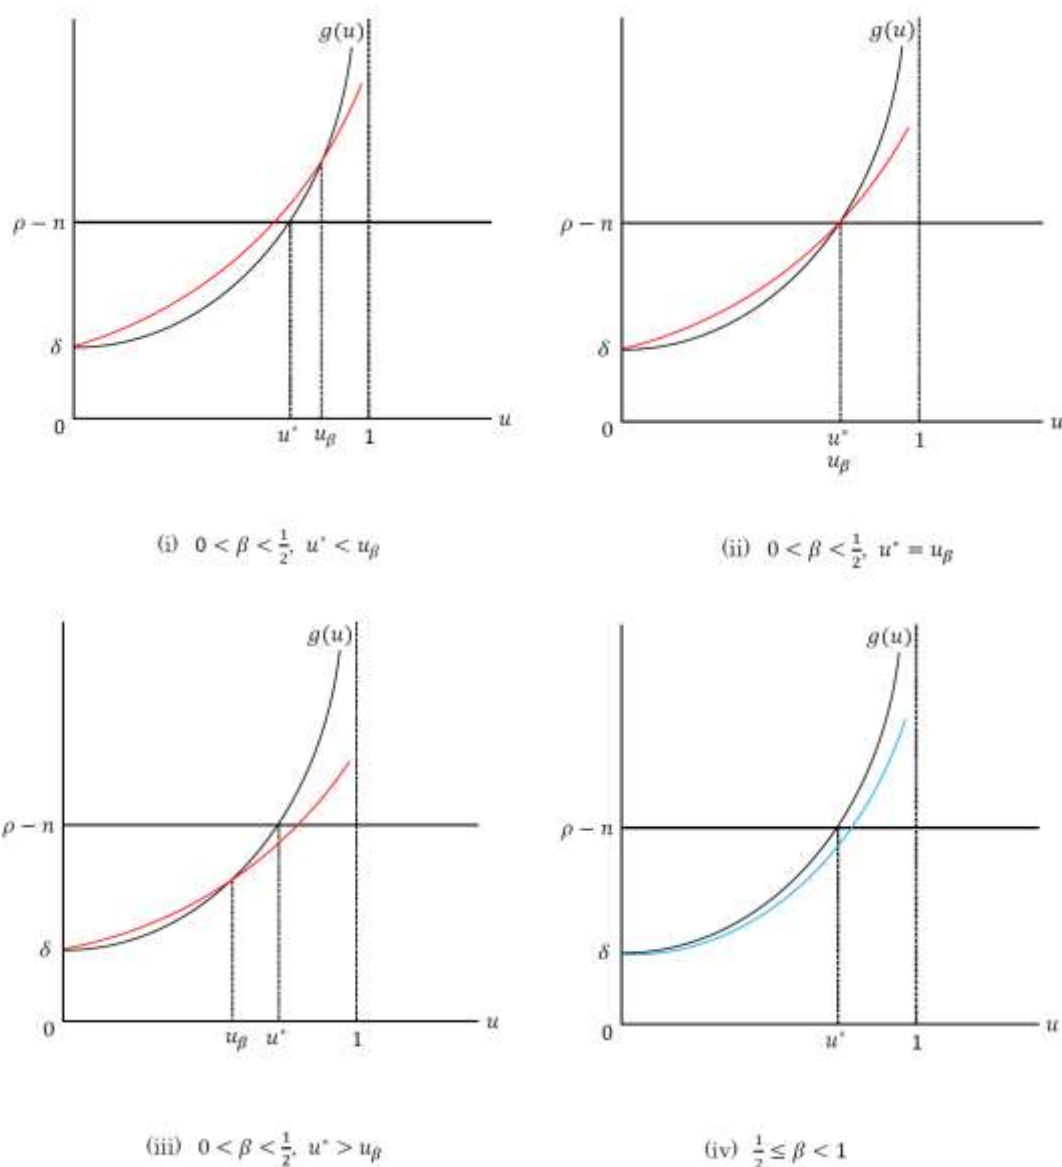 g(u)
ρ − n
δ
0
u* u_β 1
u
(i) 0 < β < 1/2, u* < u_β
g(u)
ρ − n
δ
0
u* 1
u_β
u
(ii) 0 < β < 1/2, u* = u_β
g(u)
ρ − n
δ
0
u_β u* 1
u
(iii) 0 < β < 1/2, u* > u_β
g(u)
ρ − n
δ
0
u* 1
u
(iv) 1/2 ≤ β < 1